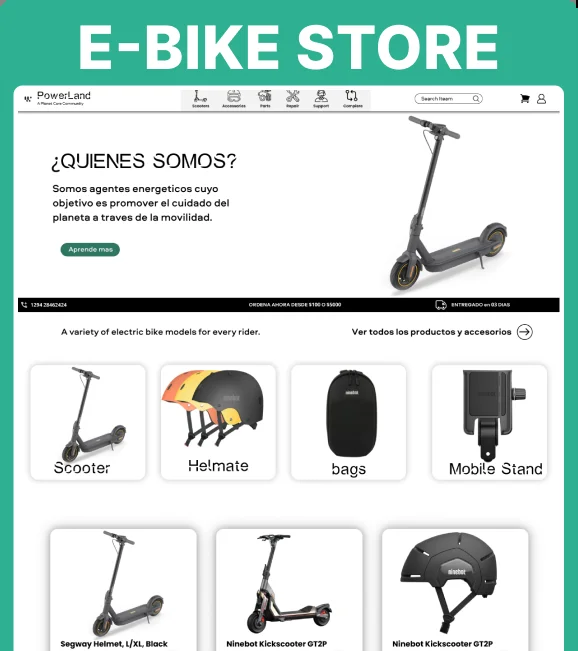 E-BIKE STORE
PowerLand
A Planet Care Community
Scooters
Accessories
Parts
Repair
Support
Complete
Search Iteam
¿QUIENES SOMOS?
Somos agentes energeticos cuyo
objetivo es promover el cuidado del
planeta a traves de la movilidad.
Aprende mas
1294 28462424
ORDENA AHORA DESDE $100 O $5000
ENTREGADO en 03 DIAS
A variety of electric bike models for every rider.
Ver todos los productos y accesorios
Scooter
Helmate
bags
Mobile Stand
ninebot
Segway Helmet, L/XL, Black
Ninebot Kickscooter GT2P
Ninebot Kickscooter GT2P